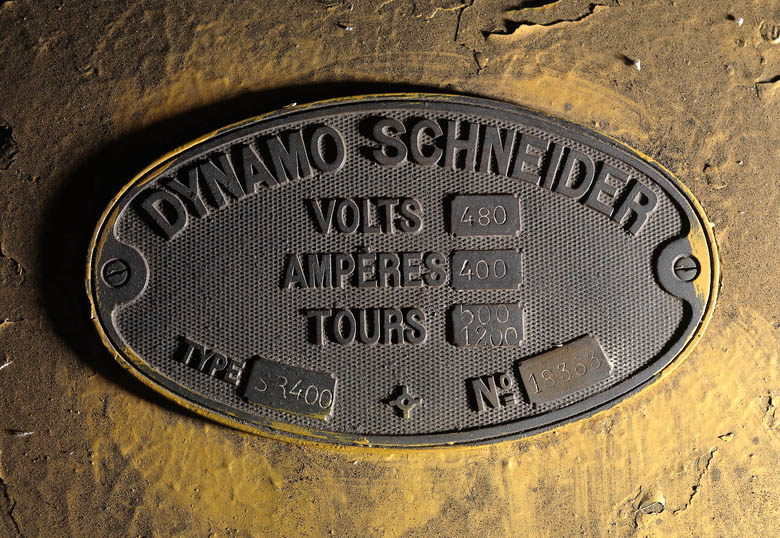 DYNAMO SCHNEIDER
VOLTS 480
AMPÈRES 400
TOURS 500
1200
TYPE SR400
Nº 18363